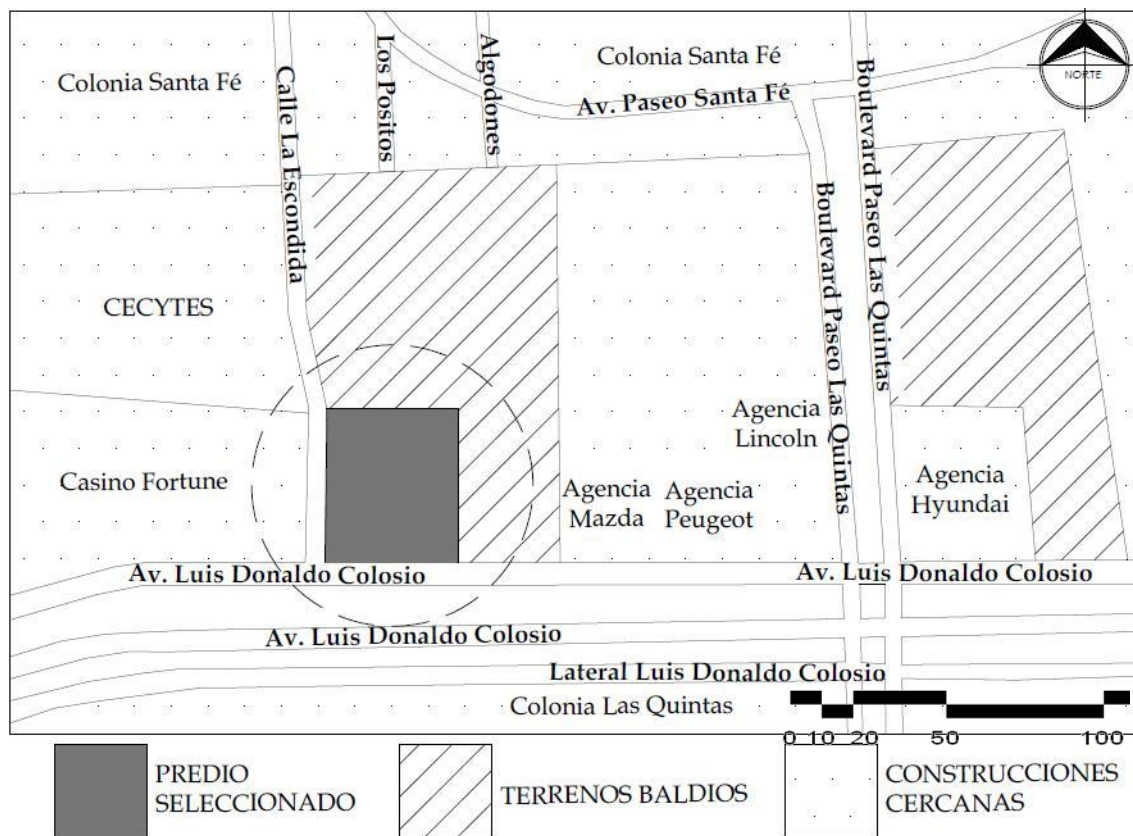 Colonia Santa Fé
Calle La Escondida
Los Positos
Algodones
Colonia Santa Fé
Av. Paseo Santa Fé
Boulevard Paseo Las Quintas
NORTE
Boulevard Paseo Las Quintas
CECYTES
Casino Fortune
Agencia
Mazda
Agencia
Peugeot
Agencia
Lincoln
Agencia
Hyundai
Av. Luis Donaldo Colosio
Av. Luis Donaldo Colosio
Av. Luis Donaldo Colosio
Lateral Luis Donaldo Colosio
Colonia Las Quintas
0 10 20 50 100
PREDIO
SELECCIONADO
TERRENOS BALDIOS
CONSTRUCCIONES
CERCANAS